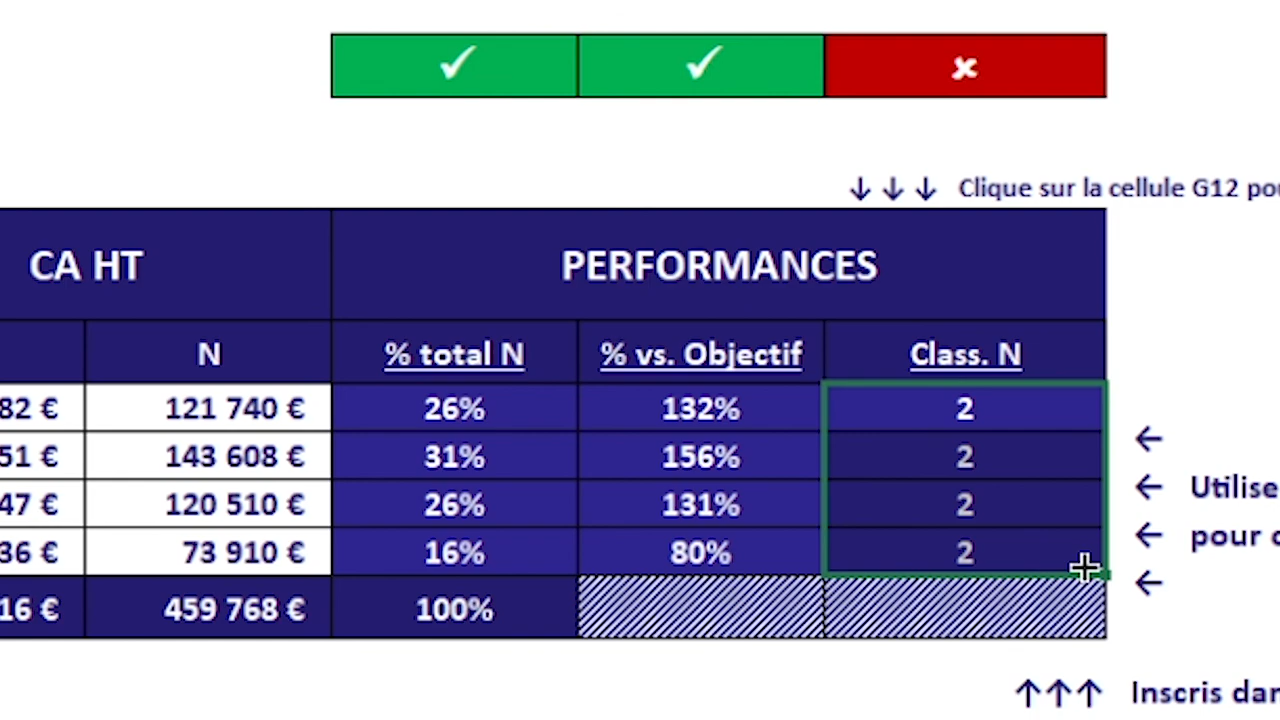 ✓ ✓ ✗
↓ ↓ ↓ Clique sur la cellule G12
CA HT PERFORMANCES
N % total N % vs. Objectif Class. N
82 € 121 740 € 26% 132% 2
51 € 143 608 € 31% 156% 2 ←
47 € 120 510 € 26% 131% 2 ← Utilise
36 € 73 910 € 16% 80% 2 ← pour
16 € 459 768 € 100% ←
↑↑↑ Inscris